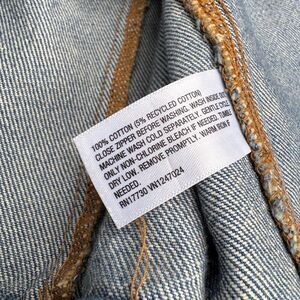 100% COTTON (5% RECYCLED COTTON)
CLOSE ZIPPER BEFORE WASHING. WASH INSIDE OUT
MACHINE WASH COLD SEPARATELY. GENTLE CYCLE
ONLY NON-CHLORINE BLEACH IF NEEDED. TUMBLE
DRY LOW. REMOVE PROMPTLY. WARM IRON IF
NEEDED.
RN17730 VN1247024